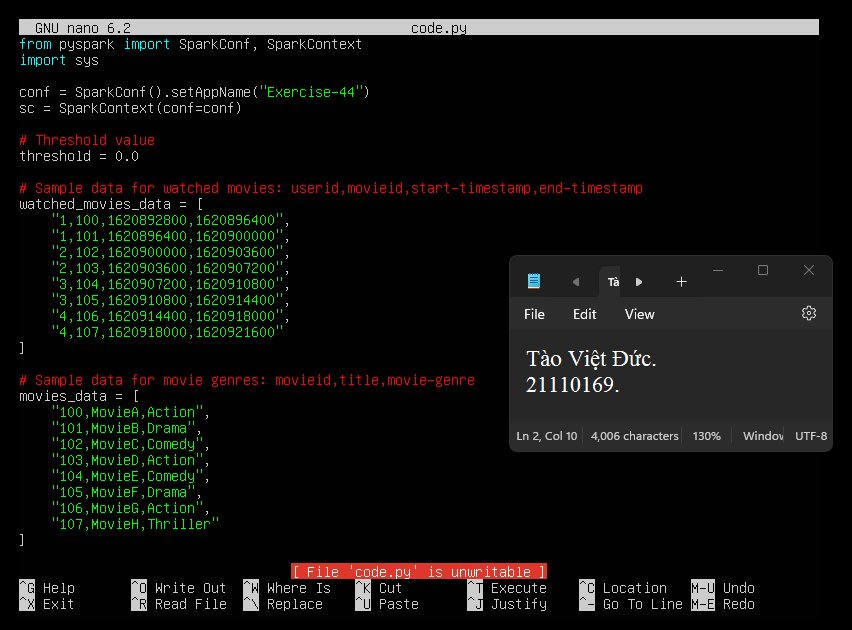 GNU nano 6.2 code.py
from pyspark import SparkConf, SparkContext
import sys
conf = SparkConf().setAppName("Exercise-44")
sc = SparkContext(conf=conf)
# Threshold value
threshold = 0.0
# Sample data for watched movies: userid,movieid,start-timestamp,end-timestamp
watched_movies_data = [
"1,100,1620892800,1620896400",
"1,101,1620896400,1620900000",
"2,102,1620900000,1620903600",
"2,103,1620903600,1620907200",
"3,104,1620907200,1620910800",
"3,105,1620910800,1620914400",
"4,106,1620914400,1620918000",
"4,107,1620918000,1620921600"
]
# Sample data for movie genres: movieid,title,movie-genre
movies_data = [
"100,MovieA,Action",
"101,MovieB,Drama",
"102,MovieC,Comedy",
"103,MovieD,Action",
"104,MovieE,Comedy",
"105,MovieF,Drama",
"106,MovieG,Action",
"107,MovieH,Thriller"
]
[ File 'code.py' is unwritable ]
^G Help ^O Write Out ^W Where Is ^K Cut ^T Execute ^C Location M-U Undo
^X Exit ^R Read File ^\ Replace ^U Paste ^J Justify ^- Go To Line M-E Redo
Tà
File Edit View
Tào Việt Đức.
21110169.
Ln 2, Col 10 4,006 characters 130% Window UTF-8